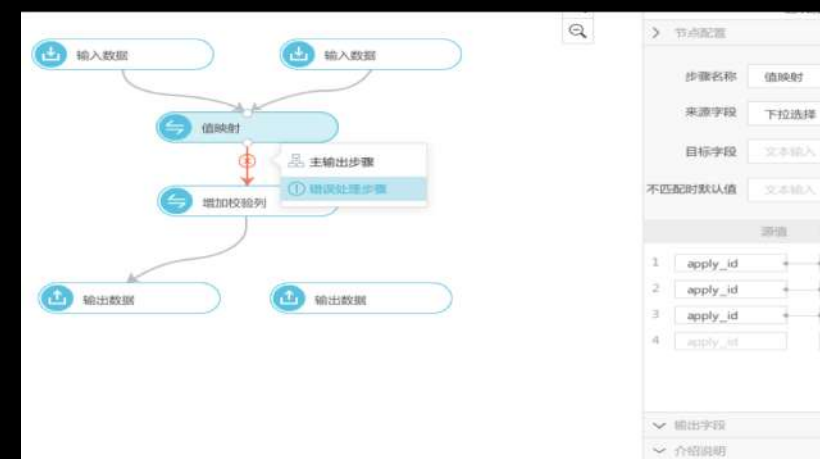 输入数据
输入数据
值映射
主输出步骤
错误处理步骤
增加校验列
输出数据
输出数据
节点配置
步骤名称 值映射
来源字段 下拉选择
目标字段 文本输入
不匹配时默认值 文本输入
源值
1 apply_id
2 apply_id
3 apply_id
4 apply_id
输出字段
介绍说明